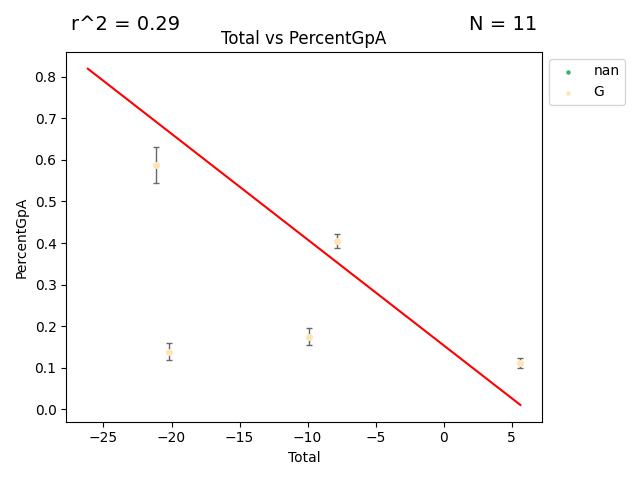 r^2 = 0.29
N = 11
Total vs PercentGpA
nan
G
0.8
0.7
0.6
0.5
0.4
0.3
0.2
0.1
0.0
PercentGpA
−25
−20
−15
−10
−5
0
5
Total